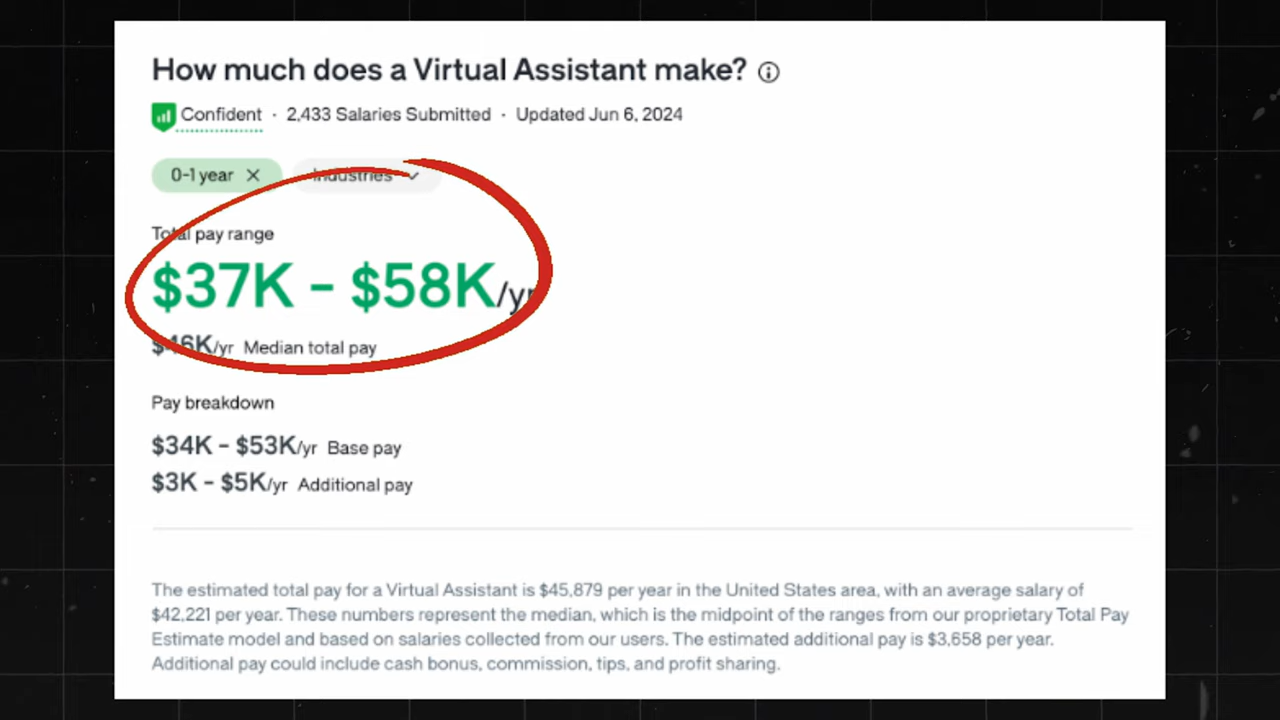 How much does a Virtual Assistant make?
Confident · 2,433 Salaries Submitted · Updated Jun 6, 2024
0-1 year × Industries
Total pay range
$37K - $58K/yr
$46K/yr Median total pay
Pay breakdown
$34K - $53K/yr Base pay
$3K - $5K/yr Additional pay
The estimated total pay for a Virtual Assistant is $45,879 per year in the United States area, with an average salary of
$42,221 per year. These numbers represent the median, which is the midpoint of the ranges from our proprietary Total Pay
Estimate model and based on salaries collected from our users. The estimated additional pay is $3,658 per year.
Additional pay could include cash bonus, commission, tips, and profit sharing.